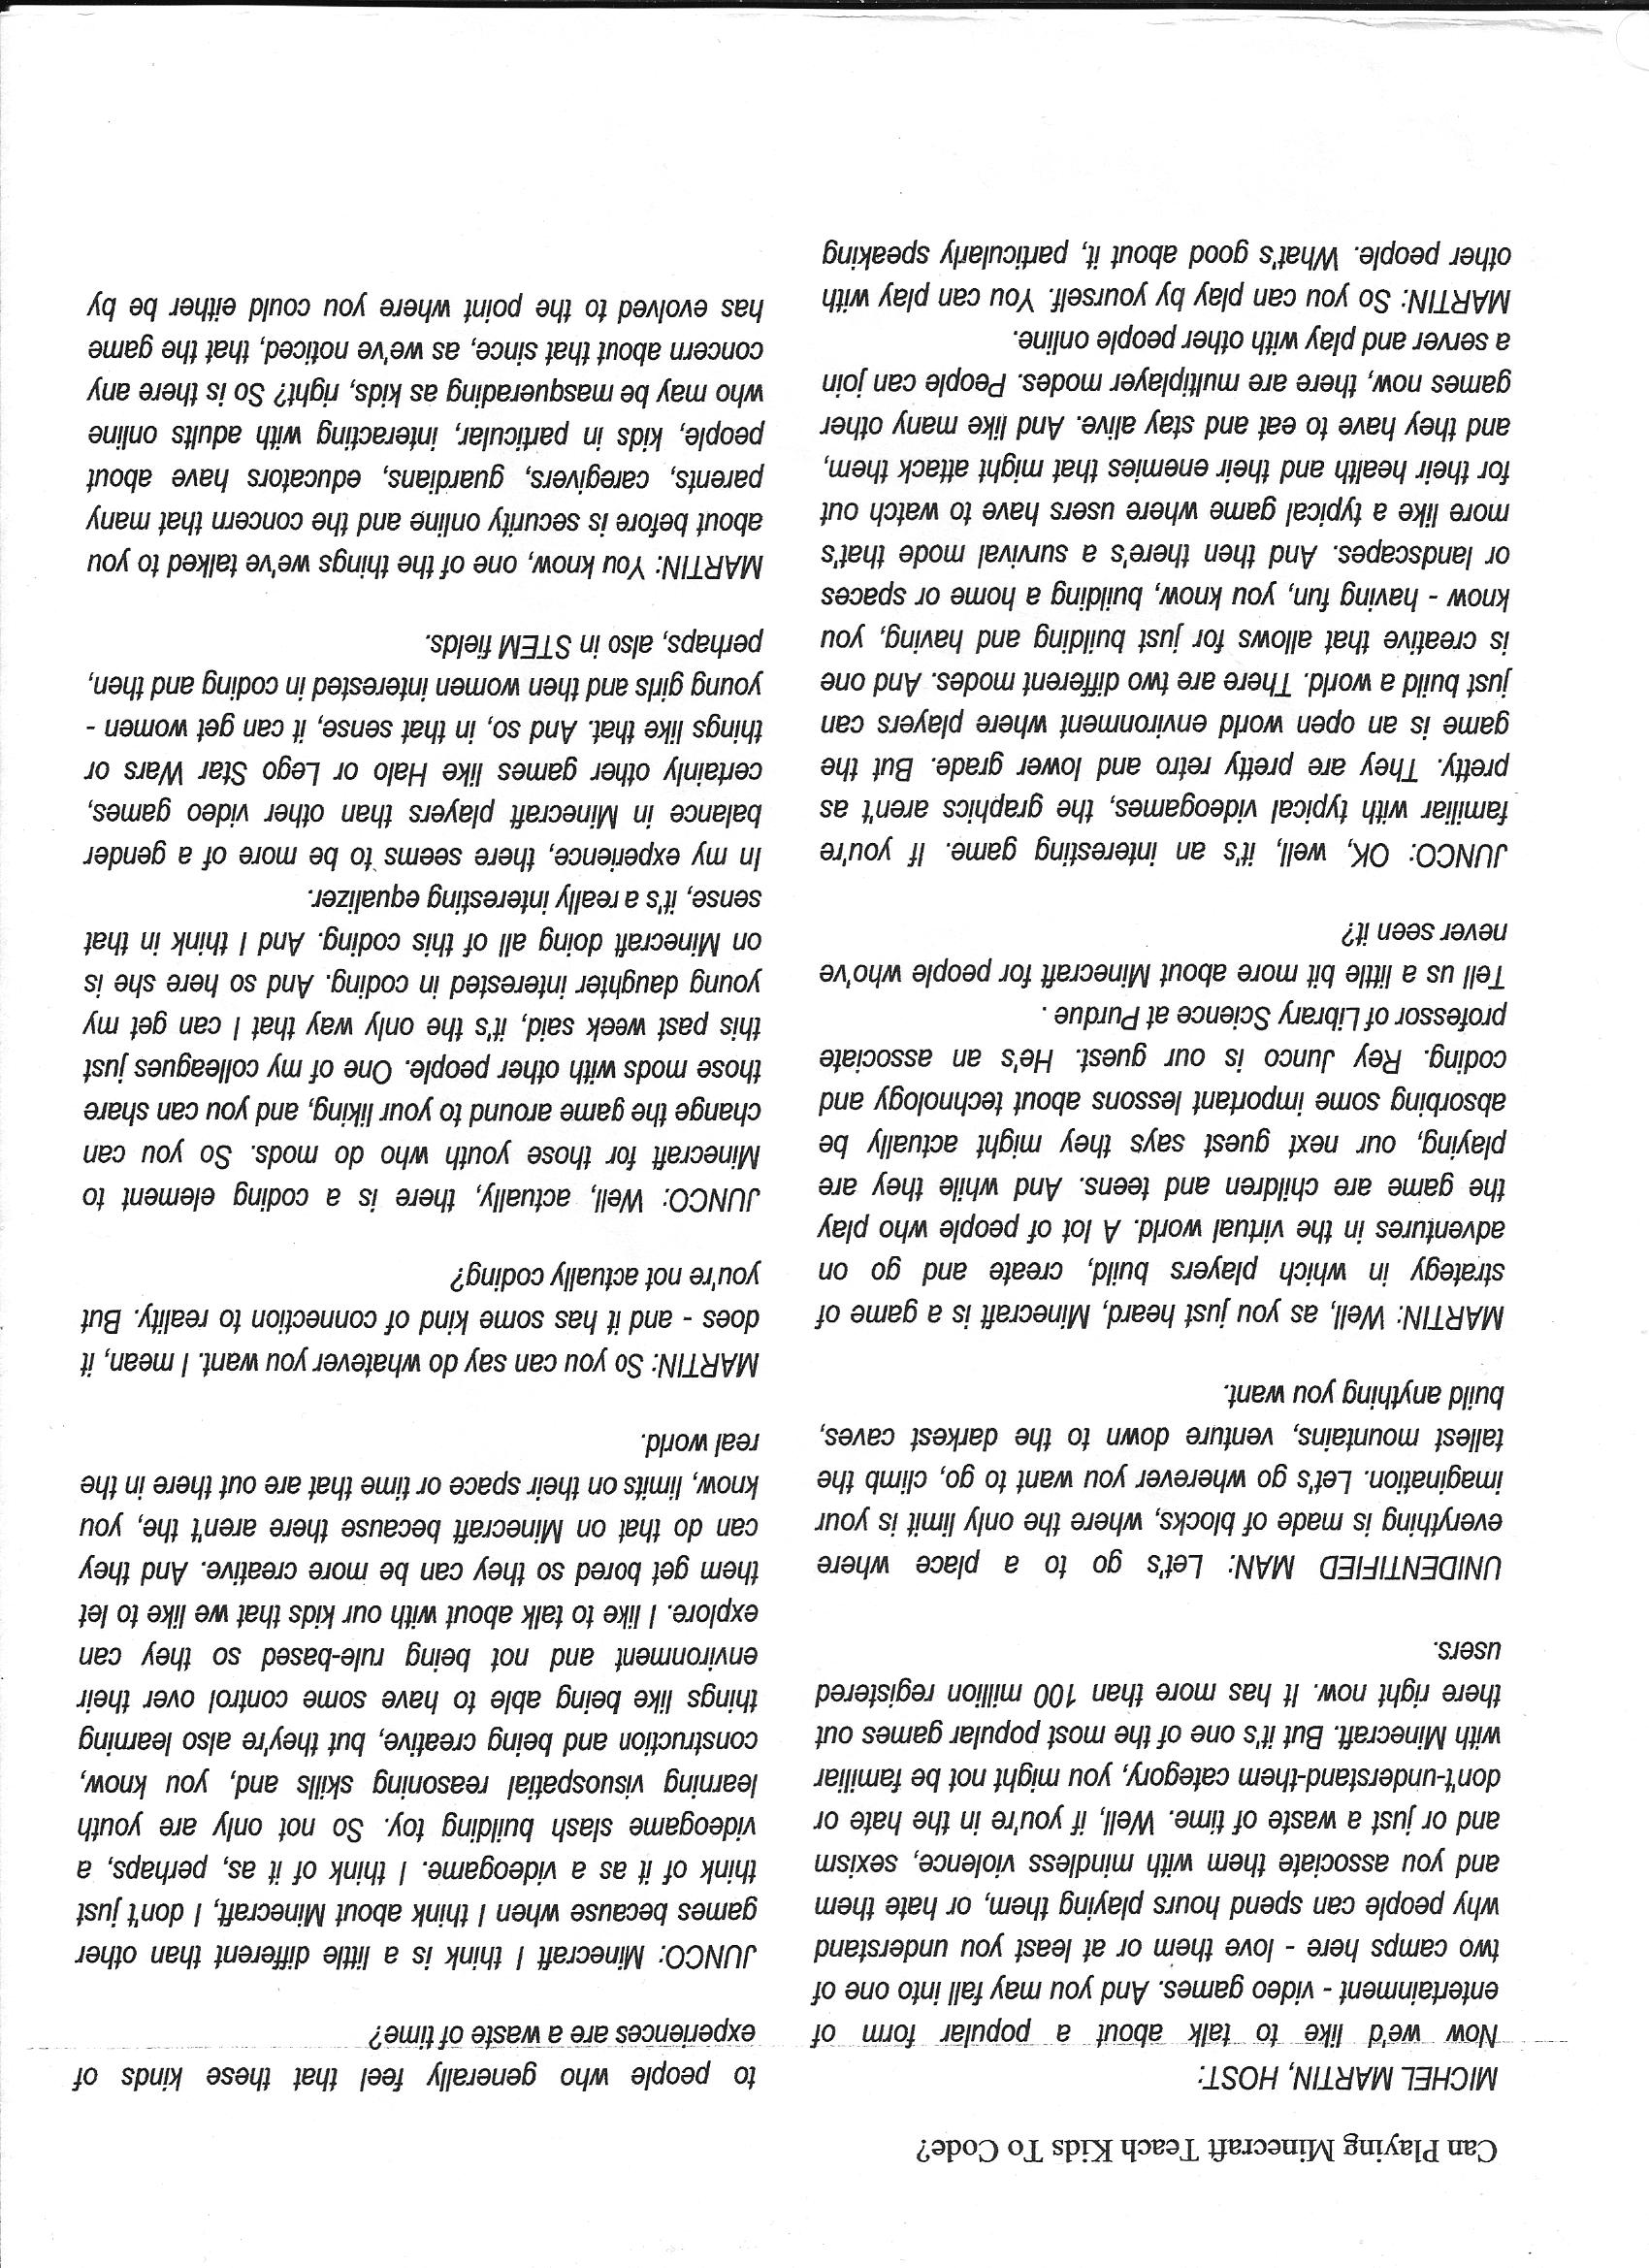 Can Playing Minecraft Teach Kids To Code?
MICHEL MARTIN, HOST:
Now we'd like to talk about a popular form of
entertainment - video games. And you may fall into one of
two camps here - love them or at least you understand
why people can spend hours playing them, or hate them
and you associate them with mindless violence, sexism
and or just a waste of time. Well, if you're in the hate or
don't-understand-them category, you might not be familiar
with Minecraft. But it's one of the most popular games out
there right now. It has more than 100 million registered
users.
UNIDENTIFIED MAN: Let's go to a place where
everything is made of blocks, where the only limit is your
imagination. Let's go wherever you want to go, climb the
tallest mountains, venture down to the darkest caves,
build anything you want.
MARTIN: Well, as you just heard, Minecraft is a game of
strategy in which players build, create and go on
adventures in the virtual world. A lot of people who play
the game are children and teens. And while they are
playing, our next guest says they might actually be
absorbing some important lessons about technology and
coding. Rey Junco is our guest. He's an associate
professor of Library Science at Purdue .
Tell us a little bit more about Minecraft for people who've
never seen it?
JUNCO: OK, well, it's an interesting game. If you're
familiar with typical videogames, the graphics aren't as
pretty. They are pretty retro and lower grade. But the
game is an open world environment where players can
just build a world. There are two different modes. And one
is creative that allows for just building and having, you
know - having fun, you know, building a home or spaces
or landscapes. And then there's a survival mode that's
more like a typical game where users have to watch out
for their health and their enemies that might attack them,
and they have to eat and stay alive. And like many other
games now, there are multiplayer modes. People can join
a server and play with other people online.
MARTIN: So you can play by yourself. You can play with
other people. What's good about it, particularly speaking
to people who generally feel that these kinds of
experiences are a waste of time?
JUNCO: Minecraft I think is a little different than other
games because when I think about Minecraft, I don't just
think of it as a videogame. I think of it as, perhaps, a
videogame slash building toy. So not only are youth
learning visuospatial reasoning skills and, you know,
construction and being creative, but they're also learning
things like being able to have some control over their
environment and not being rule-based so they can
explore. I like to talk about with our kids that we like to let
them get bored so they can be more creative. And they
can do that on Minecraft because there aren't the, you
know, limits on their space or time that are out there in the
real world.
MARTIN: So you can say do whatever you want. I mean, it
does - and it has some kind of connection to reality. But
you're not actually coding?
JUNCO: Well, actually, there is a coding element to
Minecraft for those youth who do mods. So you can
change the game around to your liking, and you can share
those mods with other people. One of my colleagues just
this past week said, it's the only way that I can get my
young daughter interested in coding. And so here she is
on Minecraft doing all of this coding. And I think in that
sense, it's a really interesting equalizer.
In my experience, there seems to be more of a gender
balance in Minecraft players than other video games,
certainly other games like Halo or Lego Star Wars or
things like that. And so, in that sense, it can get women -
young girls and then women interested in coding and then,
perhaps, also in STEM fields.
MARTIN: You know, one of the things we've talked to you
about before is security online and the concern that many
parents, caregivers, guardians, educators have about
people, kids in particular, interacting with adults online
who may be masquerading as kids, right? So is there any
concern about that since, as we've noticed, that the game
has evolved to the point where you could either be by